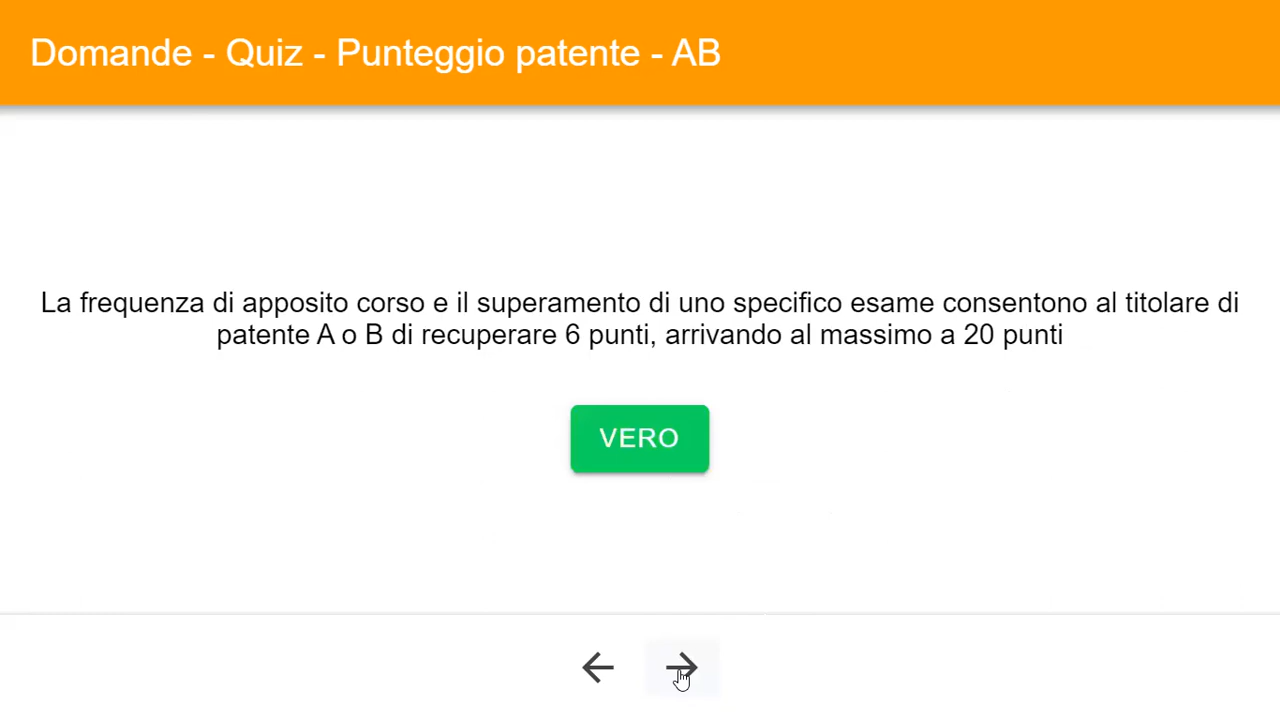 Domande - Quiz - Punteggio patente - AB
La frequenza di apposito corso e il superamento di uno specifico esame consentono al titolare di
patente A o B di recuperare 6 punti, arrivando al massimo a 20 punti
VERO